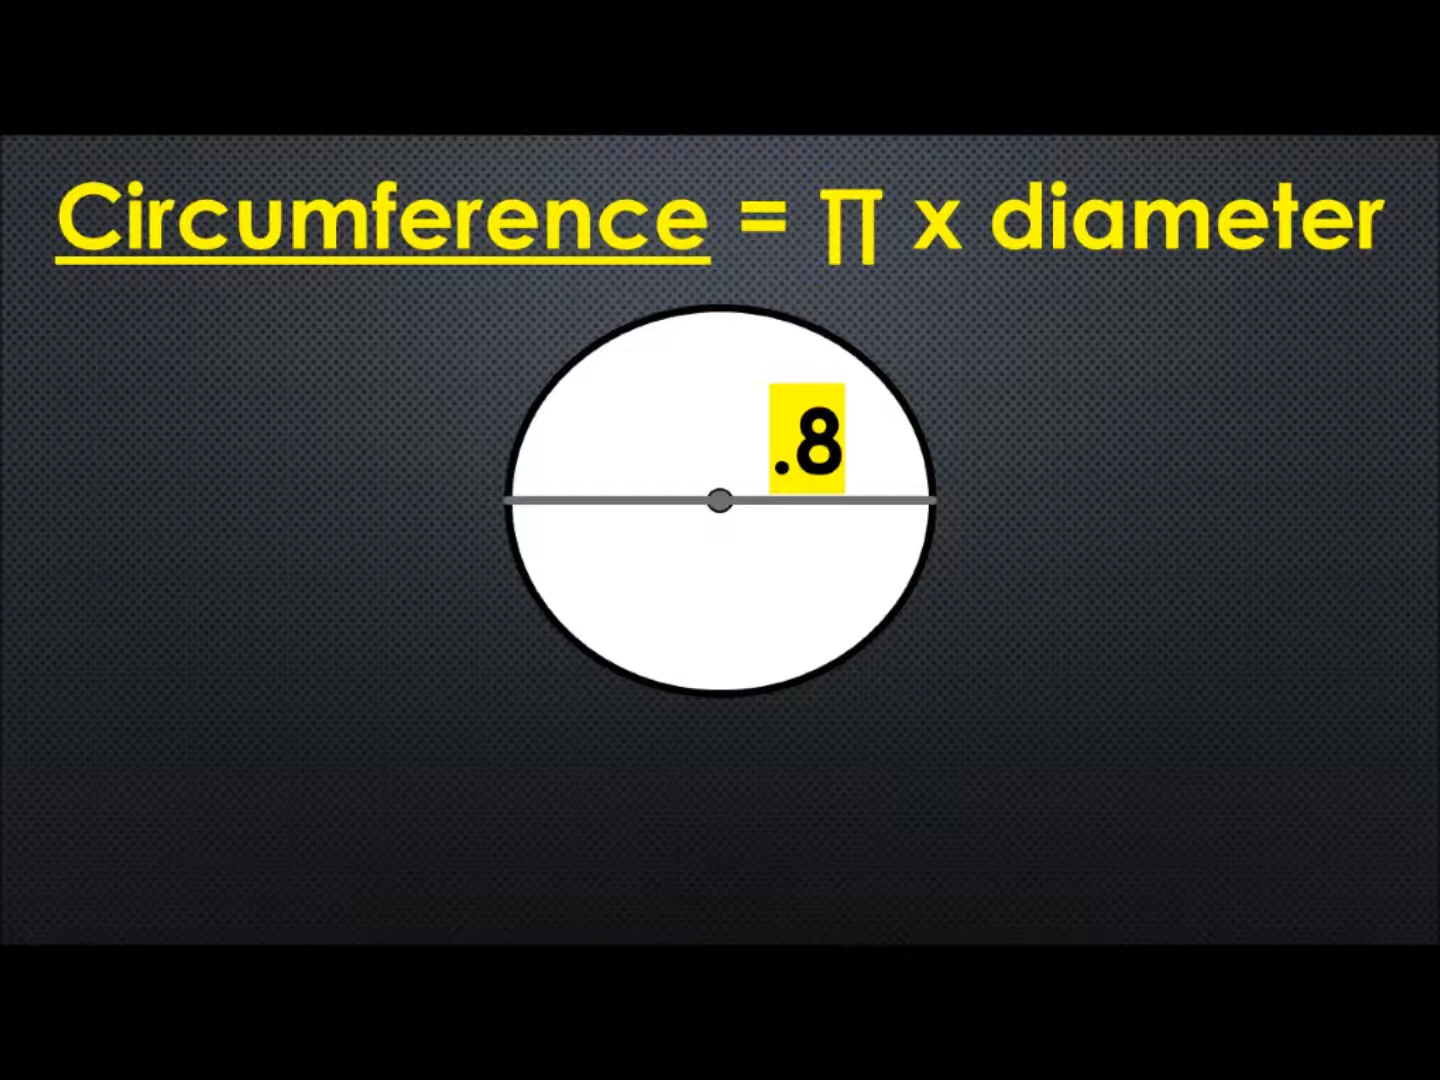 Circumference = ∏ x diameter
.8